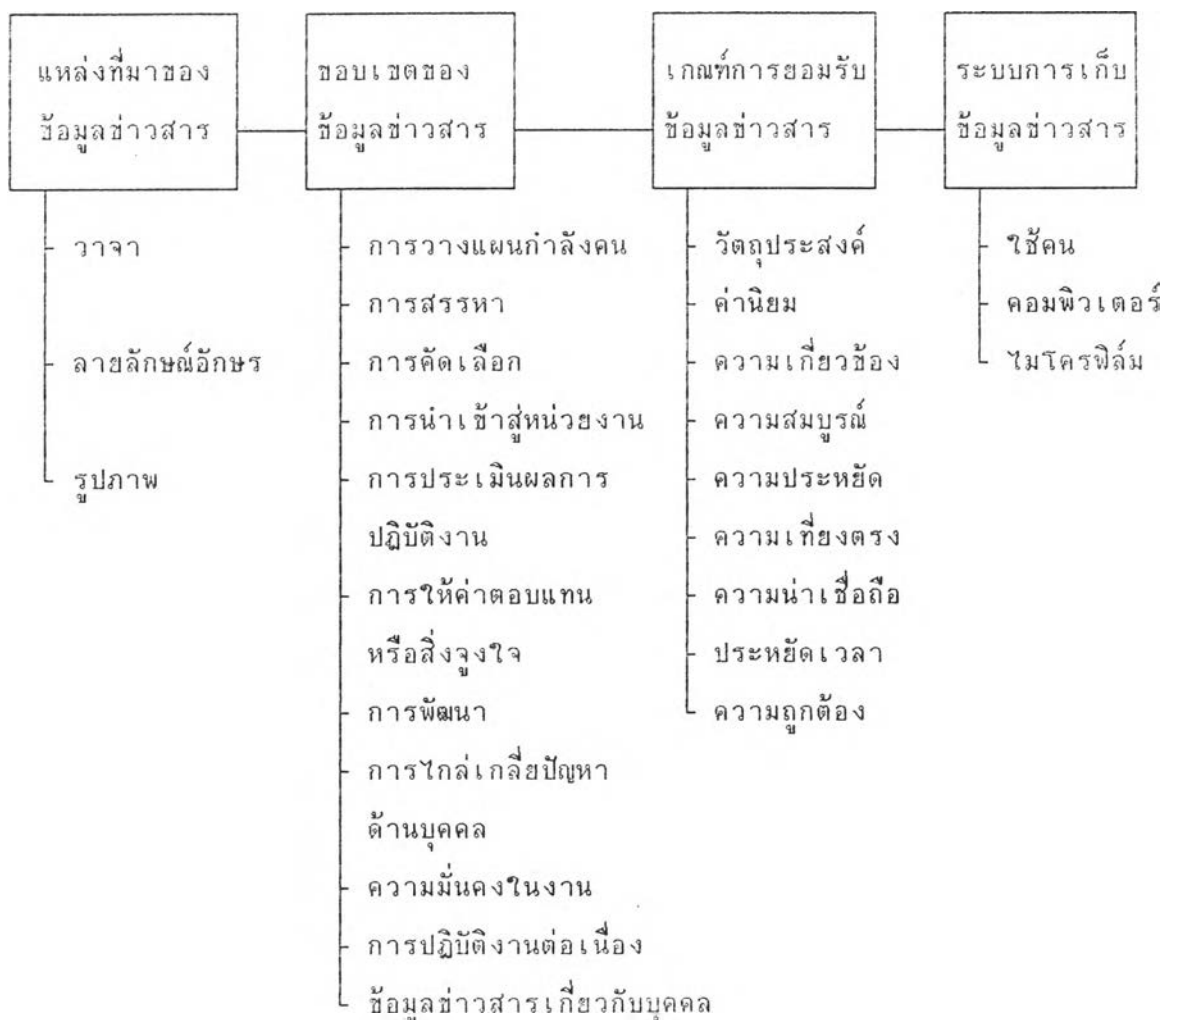 แหล่งที่มาของ
ข้อมูลข่าวสาร
ขอบเขตของ
ข้อมูลข่าวสาร
เกณฑ์การยอมรับ
ข้อมูลข่าวสาร
ระบบการเก็บ
ข้อมูลข่าวสาร
- วาจา
- ลายลักษณ์อักษร
- รูปภาพ
- การวางแผนกำลังคน
- การสรรหา
- การคัดเลือก
- การนำเข้าสู่หน่วยงาน
- การประเมินผลการ
ปฏิบัติงาน
- การให้ค่าตอบแทน
หรือสิ่งจูงใจ
- การพัฒนา
- การไกล่เกลี่ยปัญหา
ด้านบุคคล
- ความมั่นคงในงาน
- การปฏิบัติงานต่อเนื่อง
- ข้อมูลข่าวสารเกี่ยวกับบุคคล
- วัตถุประสงค์
- ค่านิยม
- ความเกี่ยวข้อง
- ความสมบูรณ์
- ความประหยัด
- ความเที่ยงตรง
- ความน่าเชื่อถือ
- ประหยัดเวลา
- ความถูกต้อง
- ใช้คน
- คอมพิวเตอร์
- ไมโครฟิล์ม